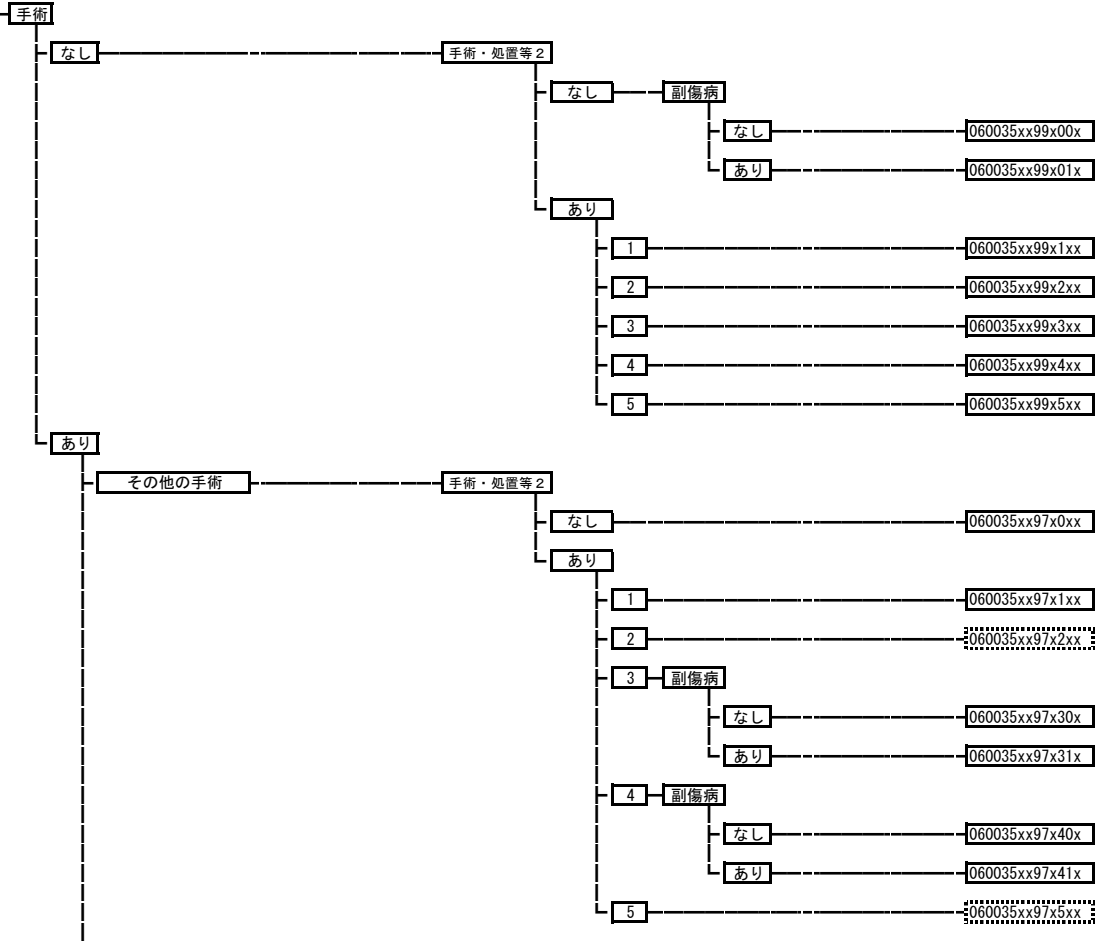 手術
なし 手術・処置等2
なし 副傷病
なし 060035xx99x00x
あり 060035xx99x01x
あり
1 060035xx99x1xx
2 060035xx99x2xx
3 060035xx99x3xx
4 060035xx99x4xx
5 060035xx99x5xx
あり
その他の手術 手術・処置等2
なし 060035xx97x0xx
あり
1 060035xx97x1xx
2 060035xx97x2xx
3 副傷病
なし 060035xx97x30x
あり 060035xx97x31x
4 副傷病
なし 060035xx97x40x
あり 060035xx97x41x
5 060035xx97x5xx